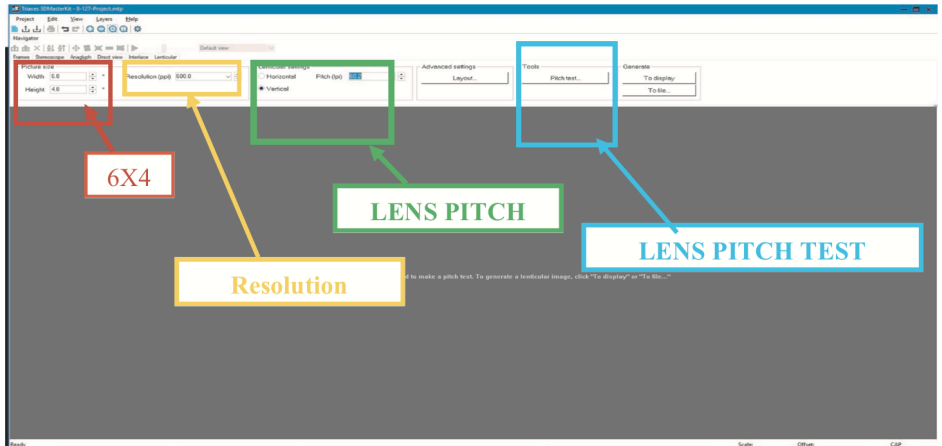 Triaxes 3DMasterKit - 8-127-Project.mkp
Project Edit View Layers Help
Navigator
Default view
Frames Stereoscope Anaglyph Direct view Interlace Lenticular
Picture size
Lenticular settings
Advanced settings
Tools
Generate
Width 6.0 "
Resolution (ppi) 600.0
Horizontal
Pitch (lpi)
Layout...
Pitch test...
To display
Height 4.0 "
Vertical
To file...
6X4
LENS PITCH
LENS PITCH TEST
Resolution
d to make a pitch test. To generate a lenticular image, click "To display" or "To file..."
Ready
Scale:
Offset:
CAP